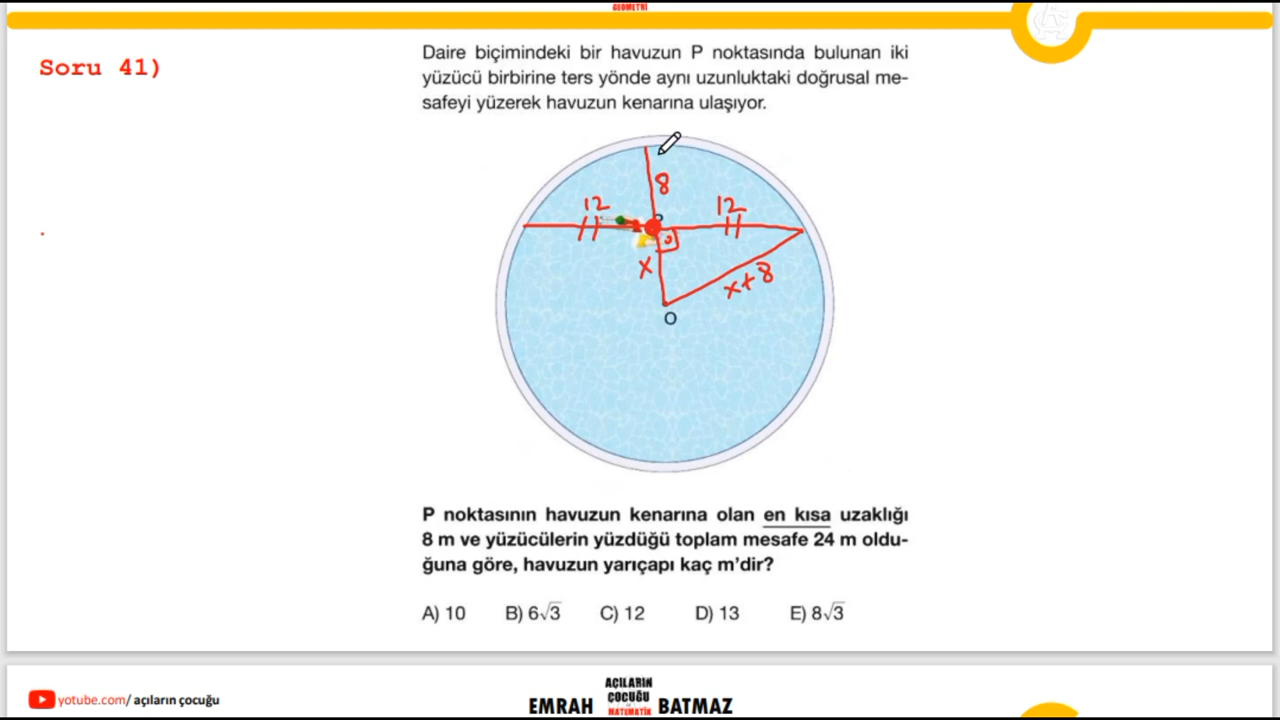 GEOMETRİ
Soru 41)
Daire biçimindeki bir havuzun P noktasında bulunan iki
yüzücü birbirine ters yönde aynı uzunluktaki doğrusal me-
safeyi yüzerek havuzun kenarına ulaşıyor.
8
12
12
P
x
x+8
O
P noktasının havuzun kenarına olan en kısa uzaklığı
8 m ve yüzücülerin yüzdüğü toplam mesafe 24 m oldu-
ğuna göre, havuzun yarıçapı kaç m'dir?
A) 10 B) 6√3 C) 12 D) 13 E) 8√3
yotube.com/ açıların çocuğu
EMRAH
AÇILARIN
ÇOCUĞU
MATEMATİK
BATMAZ